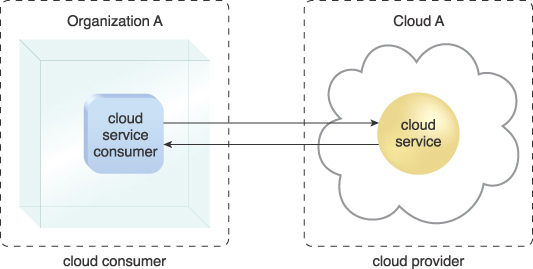 Organization A
cloud
service
consumer
cloud consumer
Cloud A
cloud
service
cloud provider